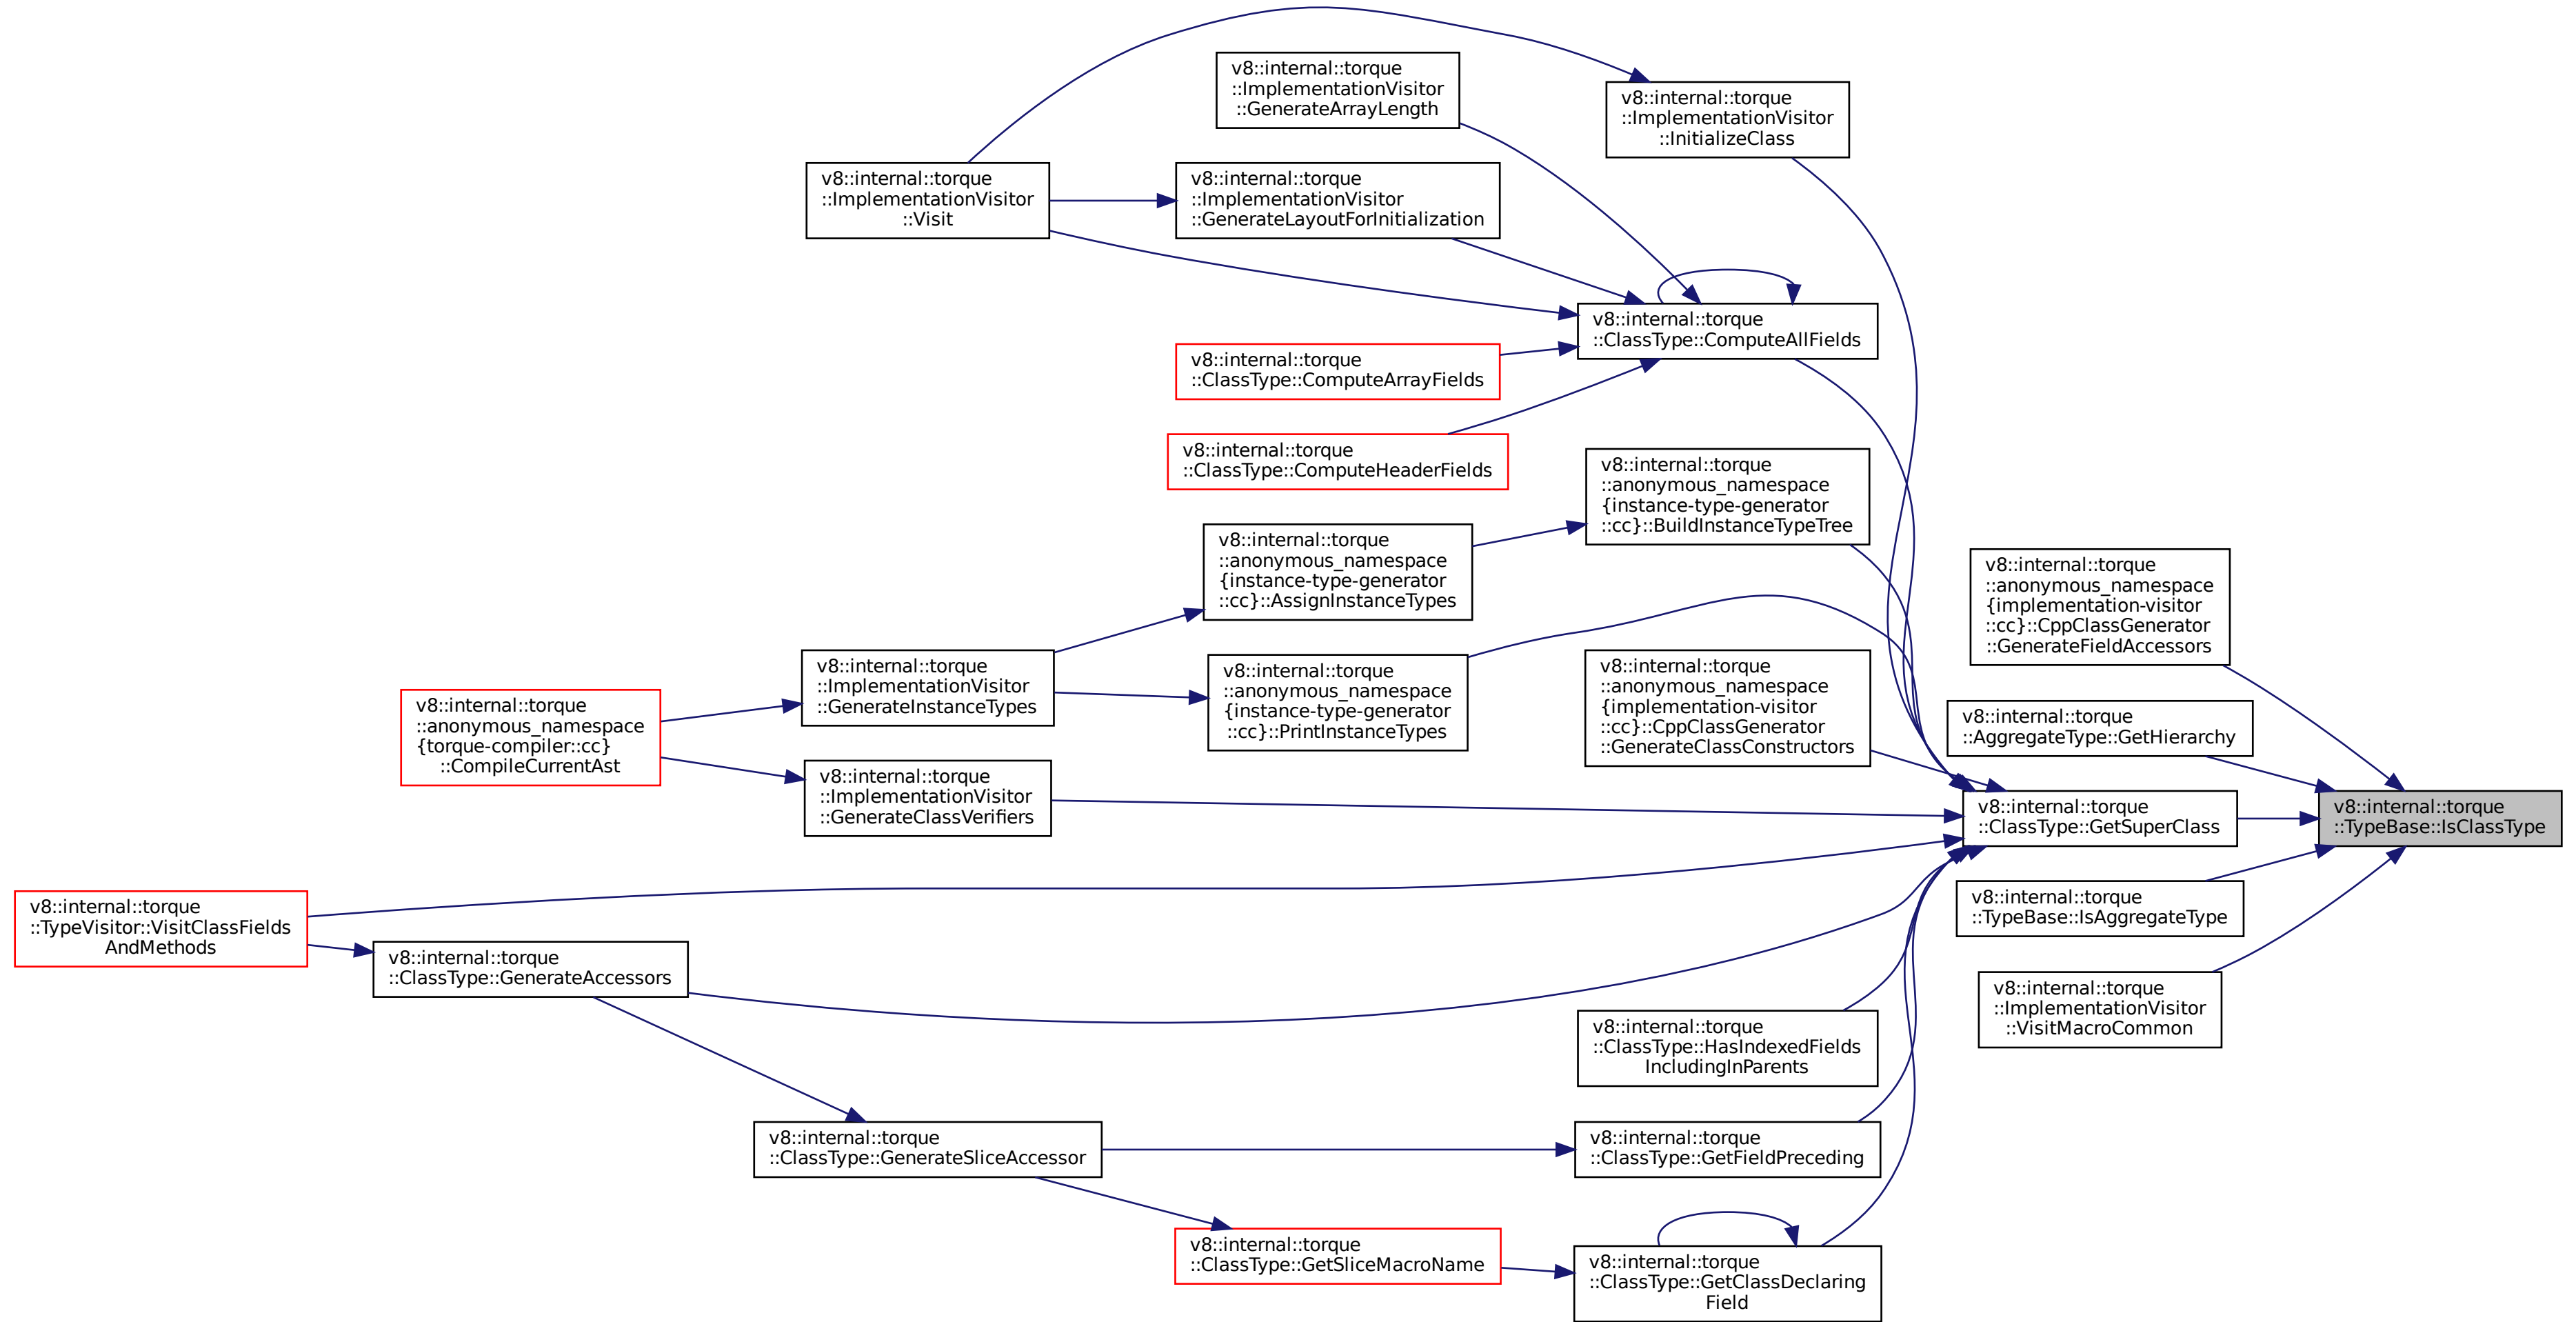 v8::internal::torque
::ImplementationVisitor
::GenerateArrayLength
v8::internal::torque
::ImplementationVisitor
::InitializeClass
v8::internal::torque
::ImplementationVisitor
::Visit
v8::internal::torque
::ImplementationVisitor
::GenerateLayoutForInitialization
v8::internal::torque
::ClassType::ComputeAllFields
v8::internal::torque
::ClassType::ComputeArrayFields
v8::internal::torque
::ClassType::ComputeHeaderFields
v8::internal::torque
::anonymous_namespace
{instance-type-generator
::cc}::BuildInstanceTypeTree
v8::internal::torque
::anonymous_namespace
{instance-type-generator
::cc}::AssignInstanceTypes
v8::internal::torque
::anonymous_namespace
{implementation-visitor
::cc}::CppClassGenerator
::GenerateFieldAccessors
v8::internal::torque
::ImplementationVisitor
::GenerateInstanceTypes
v8::internal::torque
::anonymous_namespace
{instance-type-generator
::cc}::PrintInstanceTypes
v8::internal::torque
::anonymous_namespace
{implementation-visitor
::cc}::CppClassGenerator
::GenerateClassConstructors
v8::internal::torque
::anonymous_namespace
{torque-compiler::cc}
::CompileCurrentAst
v8::internal::torque
::AggregateType::GetHierarchy
v8::internal::torque
::ImplementationVisitor
::GenerateClassVerifiers
v8::internal::torque
::ClassType::GetSuperClass
v8::internal::torque
::TypeBase::IsClassType
v8::internal::torque
::TypeVisitor::VisitClassFields
AndMethods
v8::internal::torque
::TypeBase::IsAggregateType
v8::internal::torque
::ClassType::GenerateAccessors
v8::internal::torque
::ImplementationVisitor
::VisitMacroCommon
v8::internal::torque
::ClassType::HasIndexedFields
IncludingInParents
v8::internal::torque
::ClassType::GenerateSliceAccessor
v8::internal::torque
::ClassType::GetFieldPreceding
v8::internal::torque
::ClassType::GetSliceMacroName
v8::internal::torque
::ClassType::GetClassDeclaring
Field